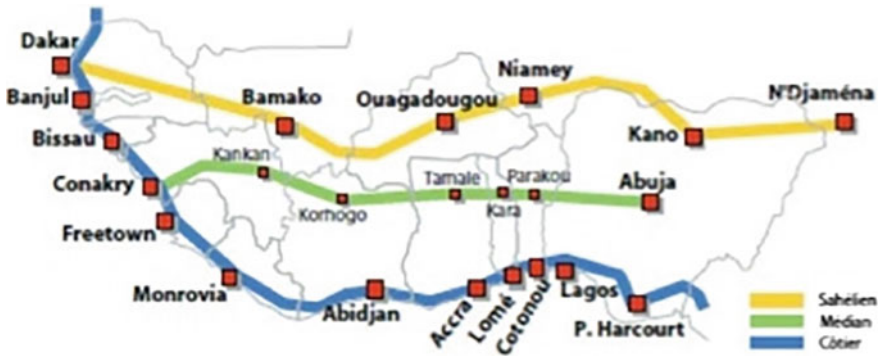 Dakar
Niamey
Banjul
Bamako
Ouagadougou
N'Djaména
Bissau
Kano
Kankan
Conakry
Tamale
Parakou
Abuja
Korhogo
Kara
Freetown
Monrovia
Abidjan
Accra
Lomé
Cotonou
Lagos
P. Harcourt
Sahélien
Médian
Côtier